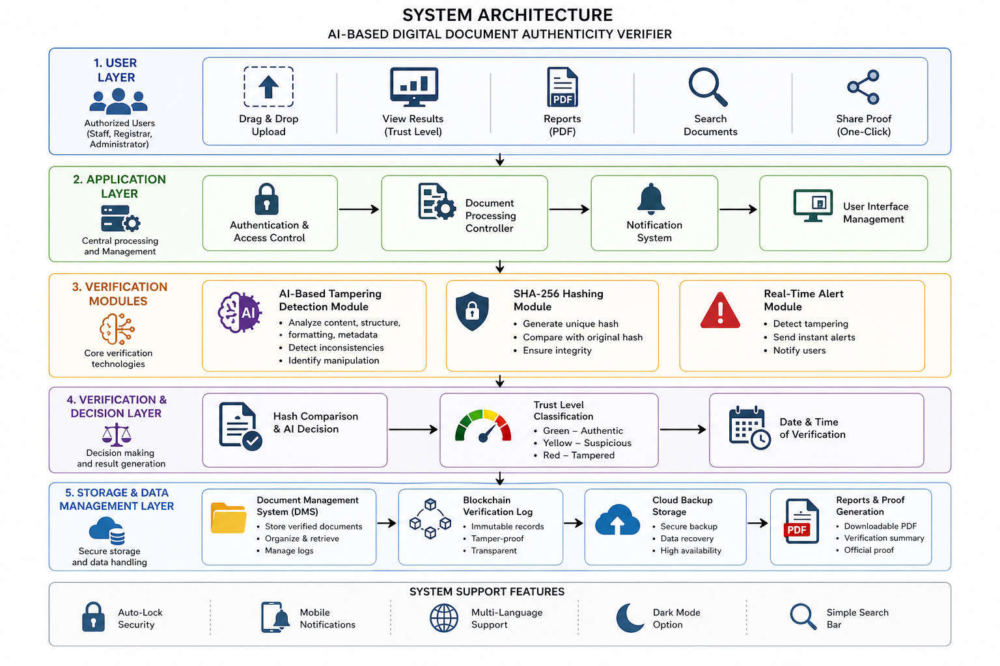 SYSTEM ARCHITECTURE
AI-BASED DIGITAL DOCUMENT AUTHENTICITY VERIFIER
1. USER
LAYER
Authorized Users
(Staff, Registrar,
Administrator)
Drag & Drop
Upload
View Results
(Trust Level)
PDF
Reports
(PDF)
Search
Documents
Share Proof
(One-Click)
2. APPLICATION
LAYER
Central processing
and Management
Authentication &
Access Control
Document
Processing
Controller
Notification
System
User Interface
Management
3. VERIFICATION
MODULES
Core verification
technologies
AI
AI-Based Tampering
Detection Module
• Analyze content, structure,
• formatting, metadata
• Detect inconsistencies
• Identify manipulation
SHA-256 Hashing
Module
• Generate unique hash
• Compare with original hash
• Ensure integrity
Real-Time Alert
Module
• Detect tampering
• Send instant alerts
• Notify users
4. VERIFICATION &
DECISION LAYER
Decision making
and result generation
Hash Comparison
& AI Decision
Trust Level
Classification
• Green – Authentic
• Yellow – Suspicious
• Red – Tampered
Date & Time
of Verification
5. STORAGE & DATA
MANAGEMENT LAYER
Secure storage
and data handling
Document Management
System (DMS)
• Store verified documents
• Organize & retrieve
• Manage logs
Blockchain
Verification Log
• Immutable records
• Tamper-proof
• Transparent
Cloud Backup
Storage
• Secure backup
• Data recovery
• High availability
PDF
Reports & Proof
Generation
• Downloadable PDF
• Verification summary
• Official proof
SYSTEM SUPPORT FEATURES
Auto-Lock
Security
Mobile
Notifications
Multi-Language
Support
Dark Mode
Option
Simple Search
Bar